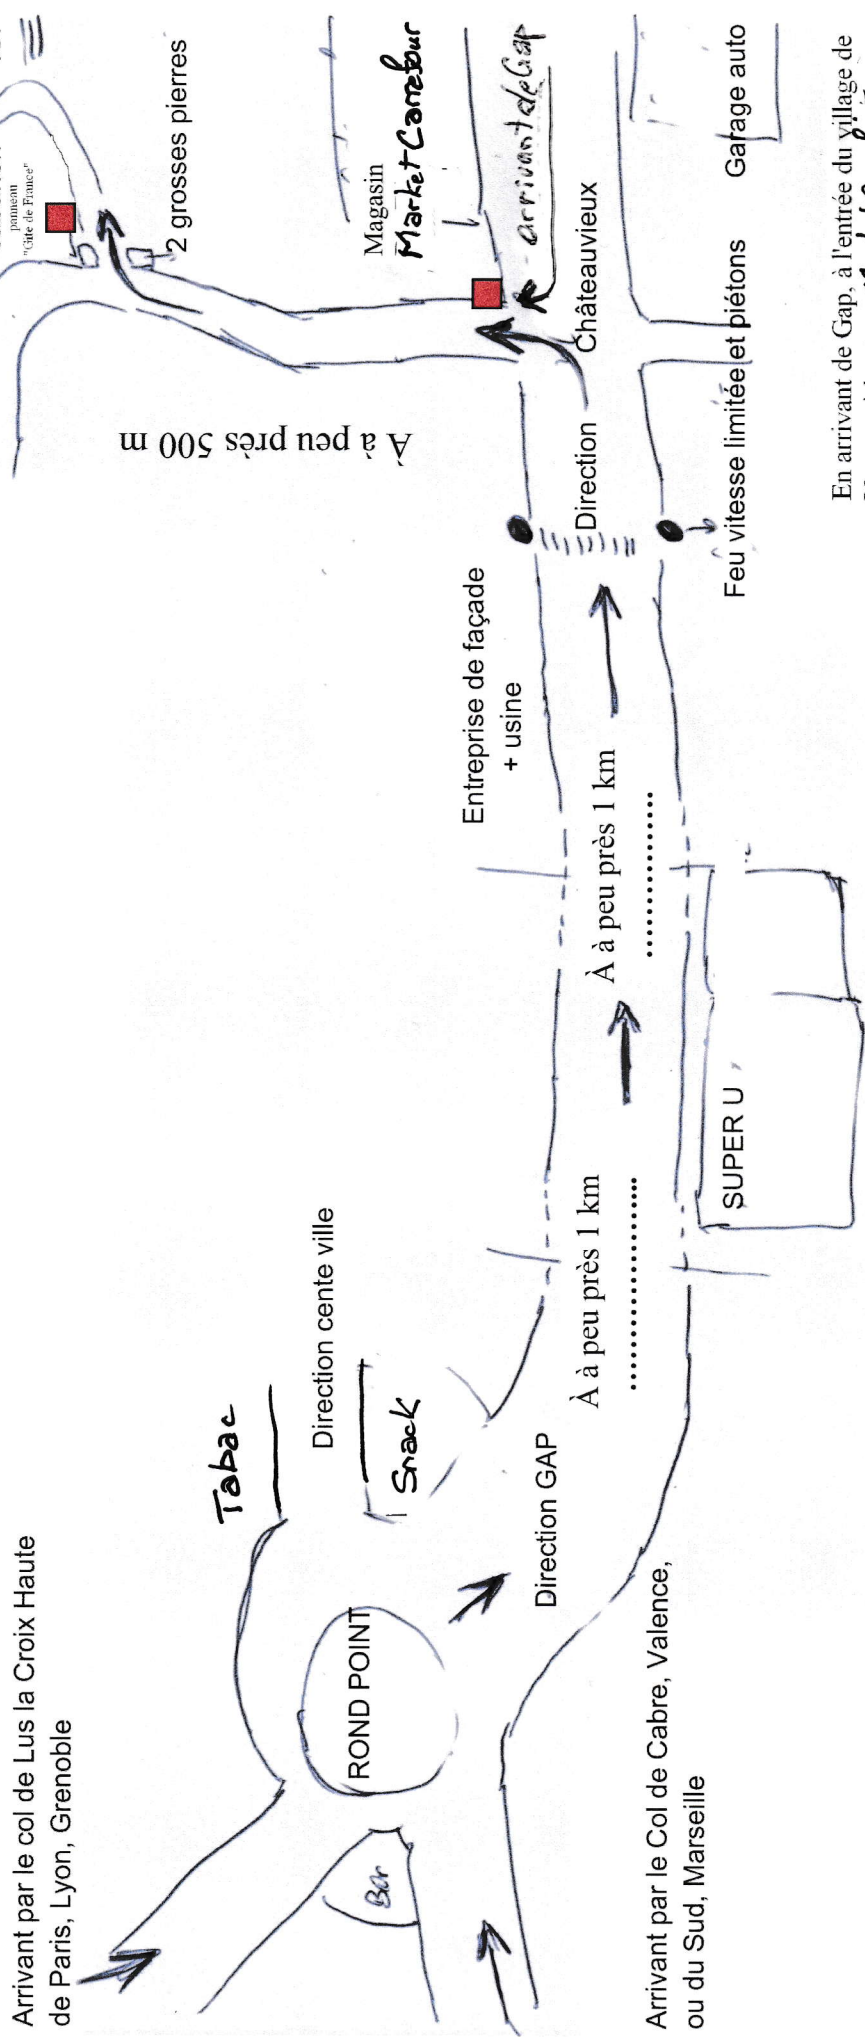 Arrivant par le col de Lus la Croix Haute
de Paris, Lyon, Grenoble
Tabac
Direction cente ville
Snack
ROND POINT
Bar
Direction GAP
Arrivant par le Col de Cabre, Valence,
ou du Sud, Marseille
À à peu près 1 km
...................
SUPER U
À à peu près 1 km
..............
Entreprise de façade
+ usine
Direction
Châteauvieux
Feu vitesse limitée et piétons
À à peu près 500 m
panneau
"Gite de France"
2 grosses pierres
Magasin
Market Carrefour
arrivant de Gap
Garage auto
En arrivant de Gap, à l'entrée du village de